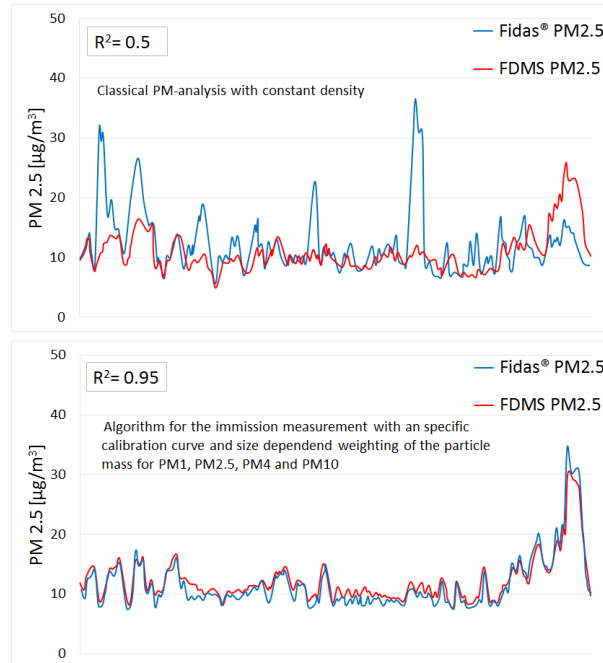 50
R²= 0.5
Fidas® PM2.5
40
FDMS PM2.5
Classical PM-analysis with constant density
30
PM 2.5 [µg/m³]
20
10
0
50
R²= 0.95
Fidas® PM2.5
40
FDMS PM2.5
Algorithm for the immission measurement with an specific
calibration curve and size dependend weighting of the particle
mass for PM1, PM2.5, PM4 and PM10
30
PM 2.5 [µg/m³]
20
10
0